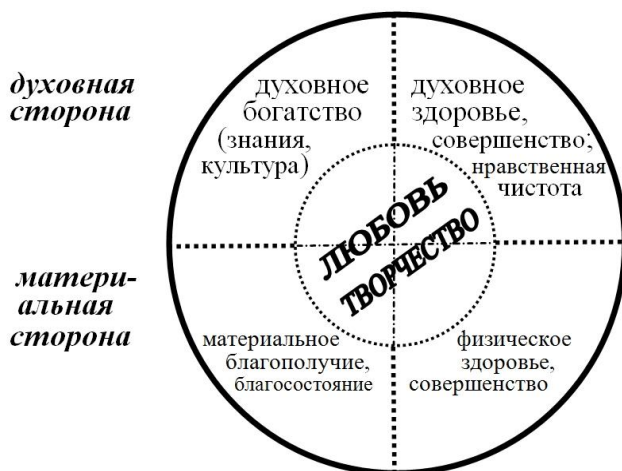 духовная
сторона
духовное
богатство
(знания,
культура)
духовное
здоровье,
совершенство;
нравственная
чистота
ЛЮБОВЬ
ТВОРЧЕСТВО
матери-
альная
сторона
материальное
благополучие,
благосостояние
физическое
здоровье,
совершенство